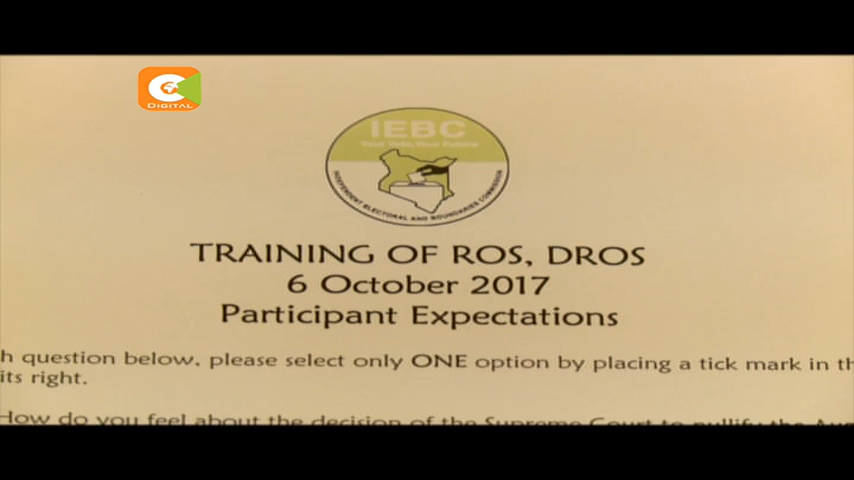 C
DIGITAL
IEBC
Your Vote, Your Future
INDEPENDENT ELECTORAL AND BOUNDARIES COMMISSION
TRAINING OF ROS, DROS
6 October 2017
Participant Expectations
h question below, please select only ONE option by placing a tick mark in th
its right.
How do you feel about the decision of the Supreme Court to nullify the Aug